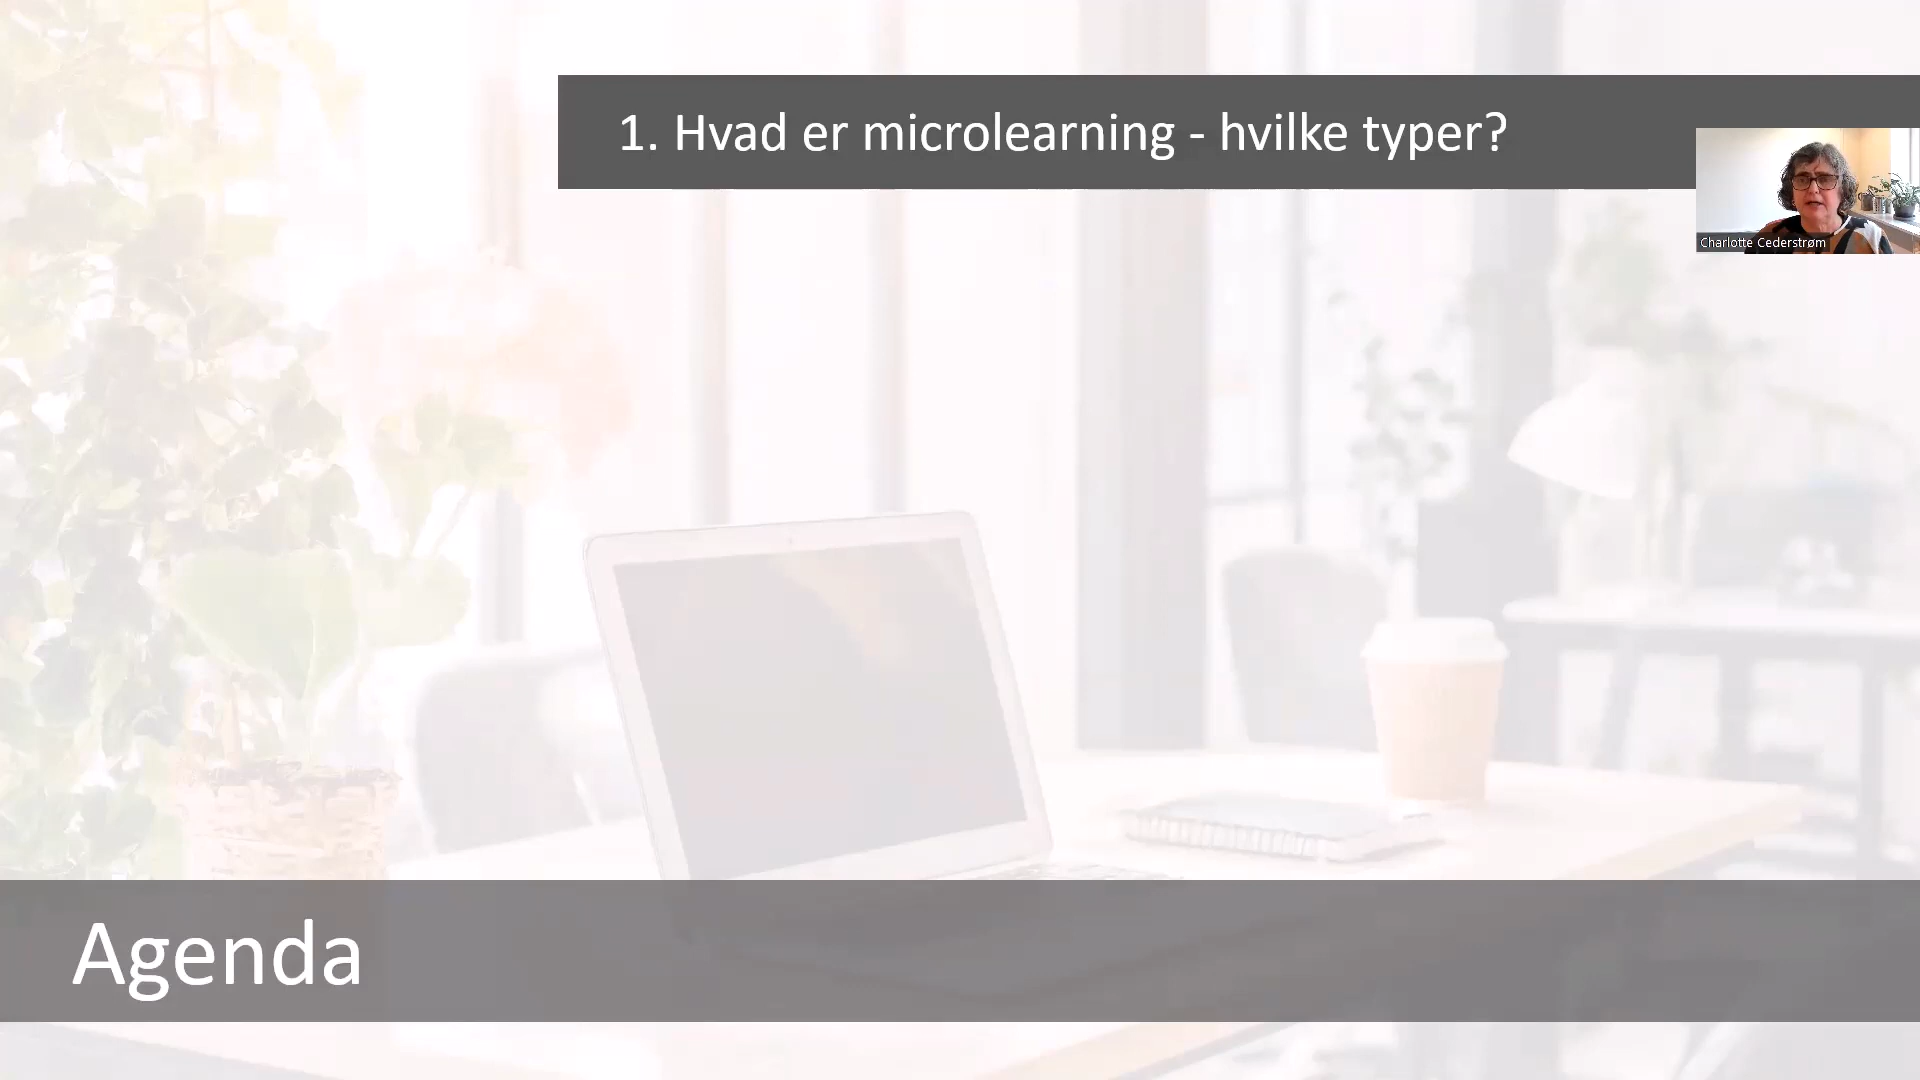 1. Hvad er microlearning - hvilke typer?
Charlotte Cederstrøm
Agenda